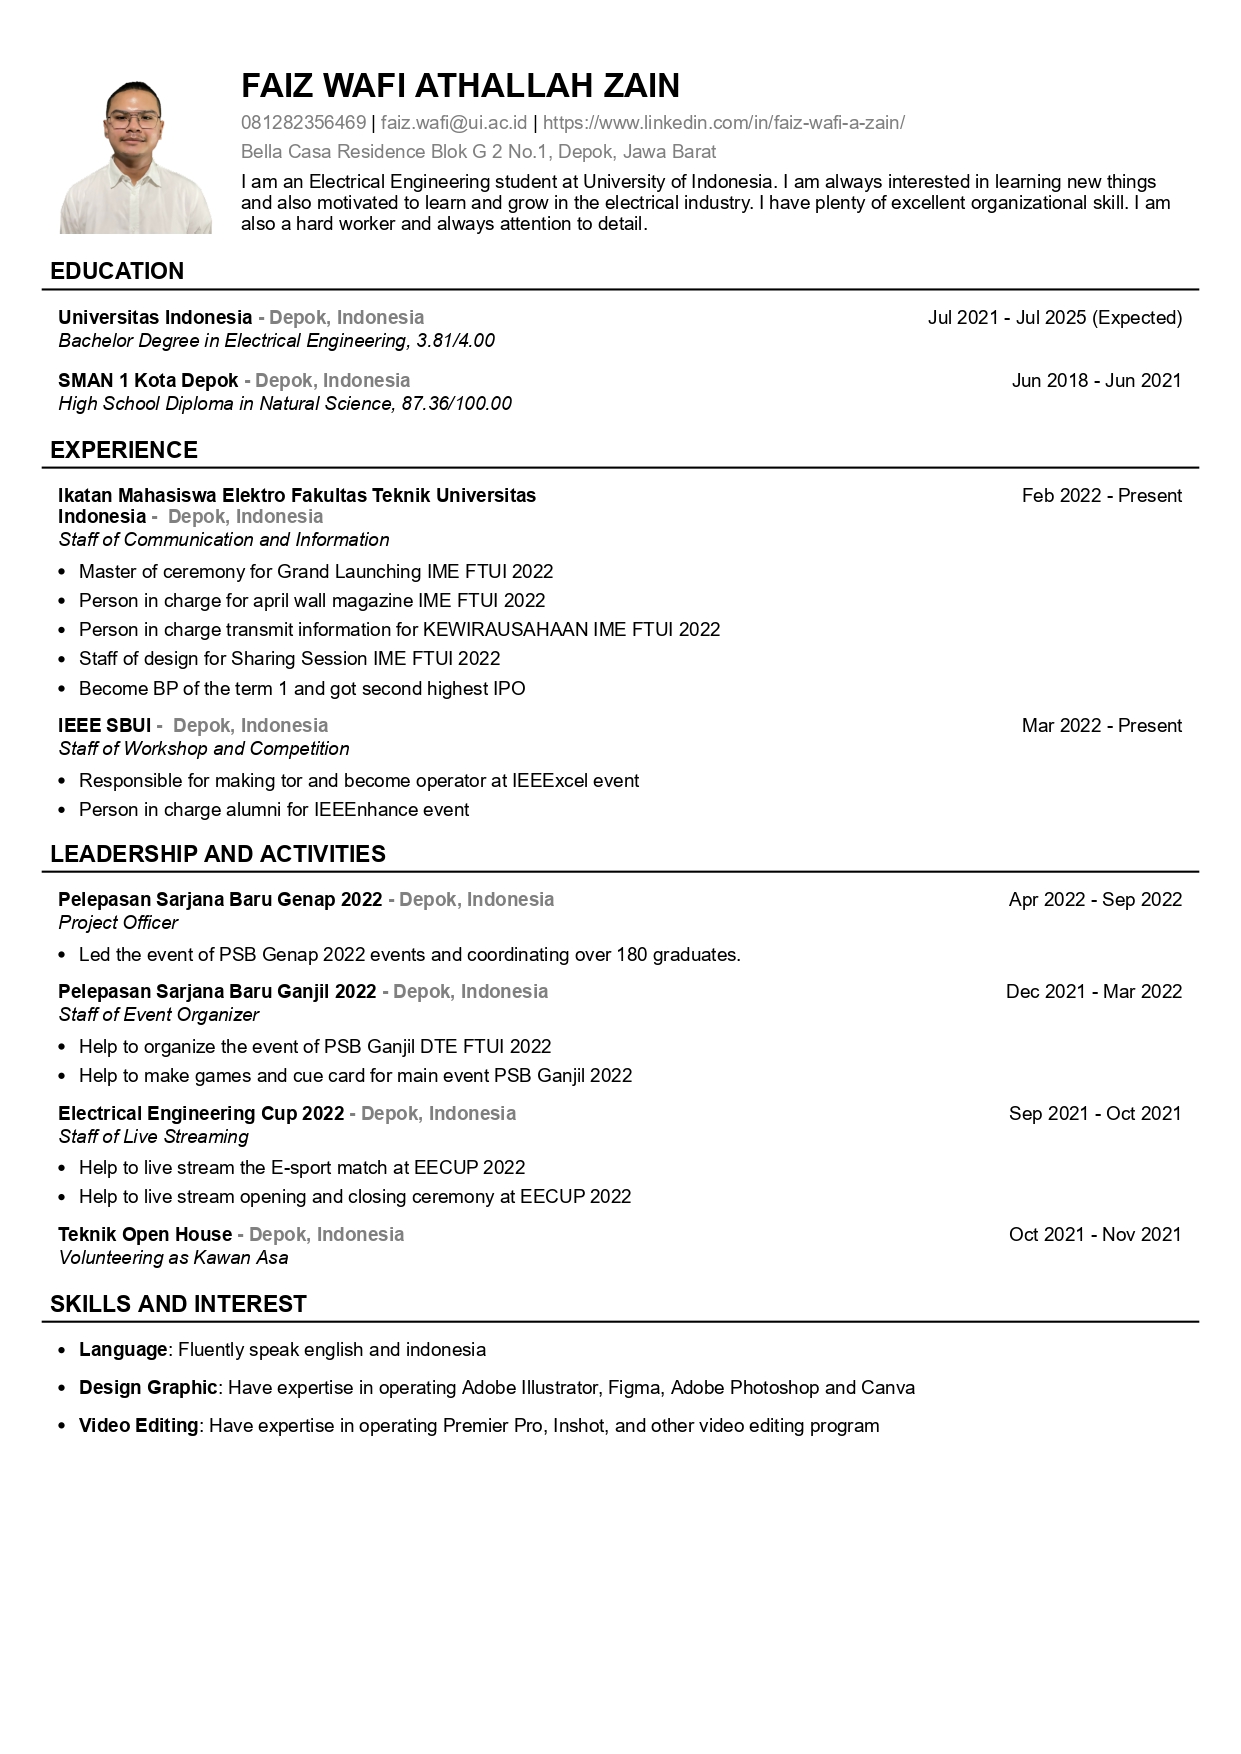 FAIZ WAFI ATHALLAH ZAIN
081282356469 | faiz.wafi@ui.ac.id | https://www.linkedin.com/in/faiz-wafi-a-zain/
Bella Casa Residence Blok G 2 No.1, Depok, Jawa Barat
I am an Electrical Engineering student at University of Indonesia. I am always interested in learning new things
and also motivated to learn and grow in the electrical industry. I have plenty of excellent organizational skill. I am
also a hard worker and always attention to detail.
EDUCATION
Universitas Indonesia - Depok, Indonesia Jul 2021 - Jul 2025 (Expected)
Bachelor Degree in Electrical Engineering, 3.81/4.00
SMAN 1 Kota Depok - Depok, Indonesia Jun 2018 - Jun 2021
High School Diploma in Natural Science, 87.36/100.00
EXPERIENCE
Ikatan Mahasiswa Elektro Fakultas Teknik Universitas Feb 2022 - Present
Indonesia - Depok, Indonesia
Staff of Communication and Information
• Master of ceremony for Grand Launching IME FTUI 2022
• Person in charge for april wall magazine IME FTUI 2022
• Person in charge transmit information for KEWIRAUSAHAAN IME FTUI 2022
• Staff of design for Sharing Session IME FTUI 2022
• Become BP of the term 1 and got second highest IPO
IEEE SBUI - Depok, Indonesia Mar 2022 - Present
Staff of Workshop and Competition
• Responsible for making tor and become operator at IEEExcel event
• Person in charge alumni for IEEEnhance event
LEADERSHIP AND ACTIVITIES
Pelepasan Sarjana Baru Genap 2022 - Depok, Indonesia Apr 2022 - Sep 2022
Project Officer
• Led the event of PSB Genap 2022 events and coordinating over 180 graduates.
Pelepasan Sarjana Baru Ganjil 2022 - Depok, Indonesia Dec 2021 - Mar 2022
Staff of Event Organizer
• Help to organize the event of PSB Ganjil DTE FTUI 2022
• Help to make games and cue card for main event PSB Ganjil 2022
Electrical Engineering Cup 2022 - Depok, Indonesia Sep 2021 - Oct 2021
Staff of Live Streaming
• Help to live stream the E-sport match at EECUP 2022
• Help to live stream opening and closing ceremony at EECUP 2022
Teknik Open House - Depok, Indonesia Oct 2021 - Nov 2021
Volunteering as Kawan Asa
SKILLS AND INTEREST
• Language: Fluently speak english and indonesia
• Design Graphic: Have expertise in operating Adobe Illustrator, Figma, Adobe Photoshop and Canva
• Video Editing: Have expertise in operating Premier Pro, Inshot, and other video editing program